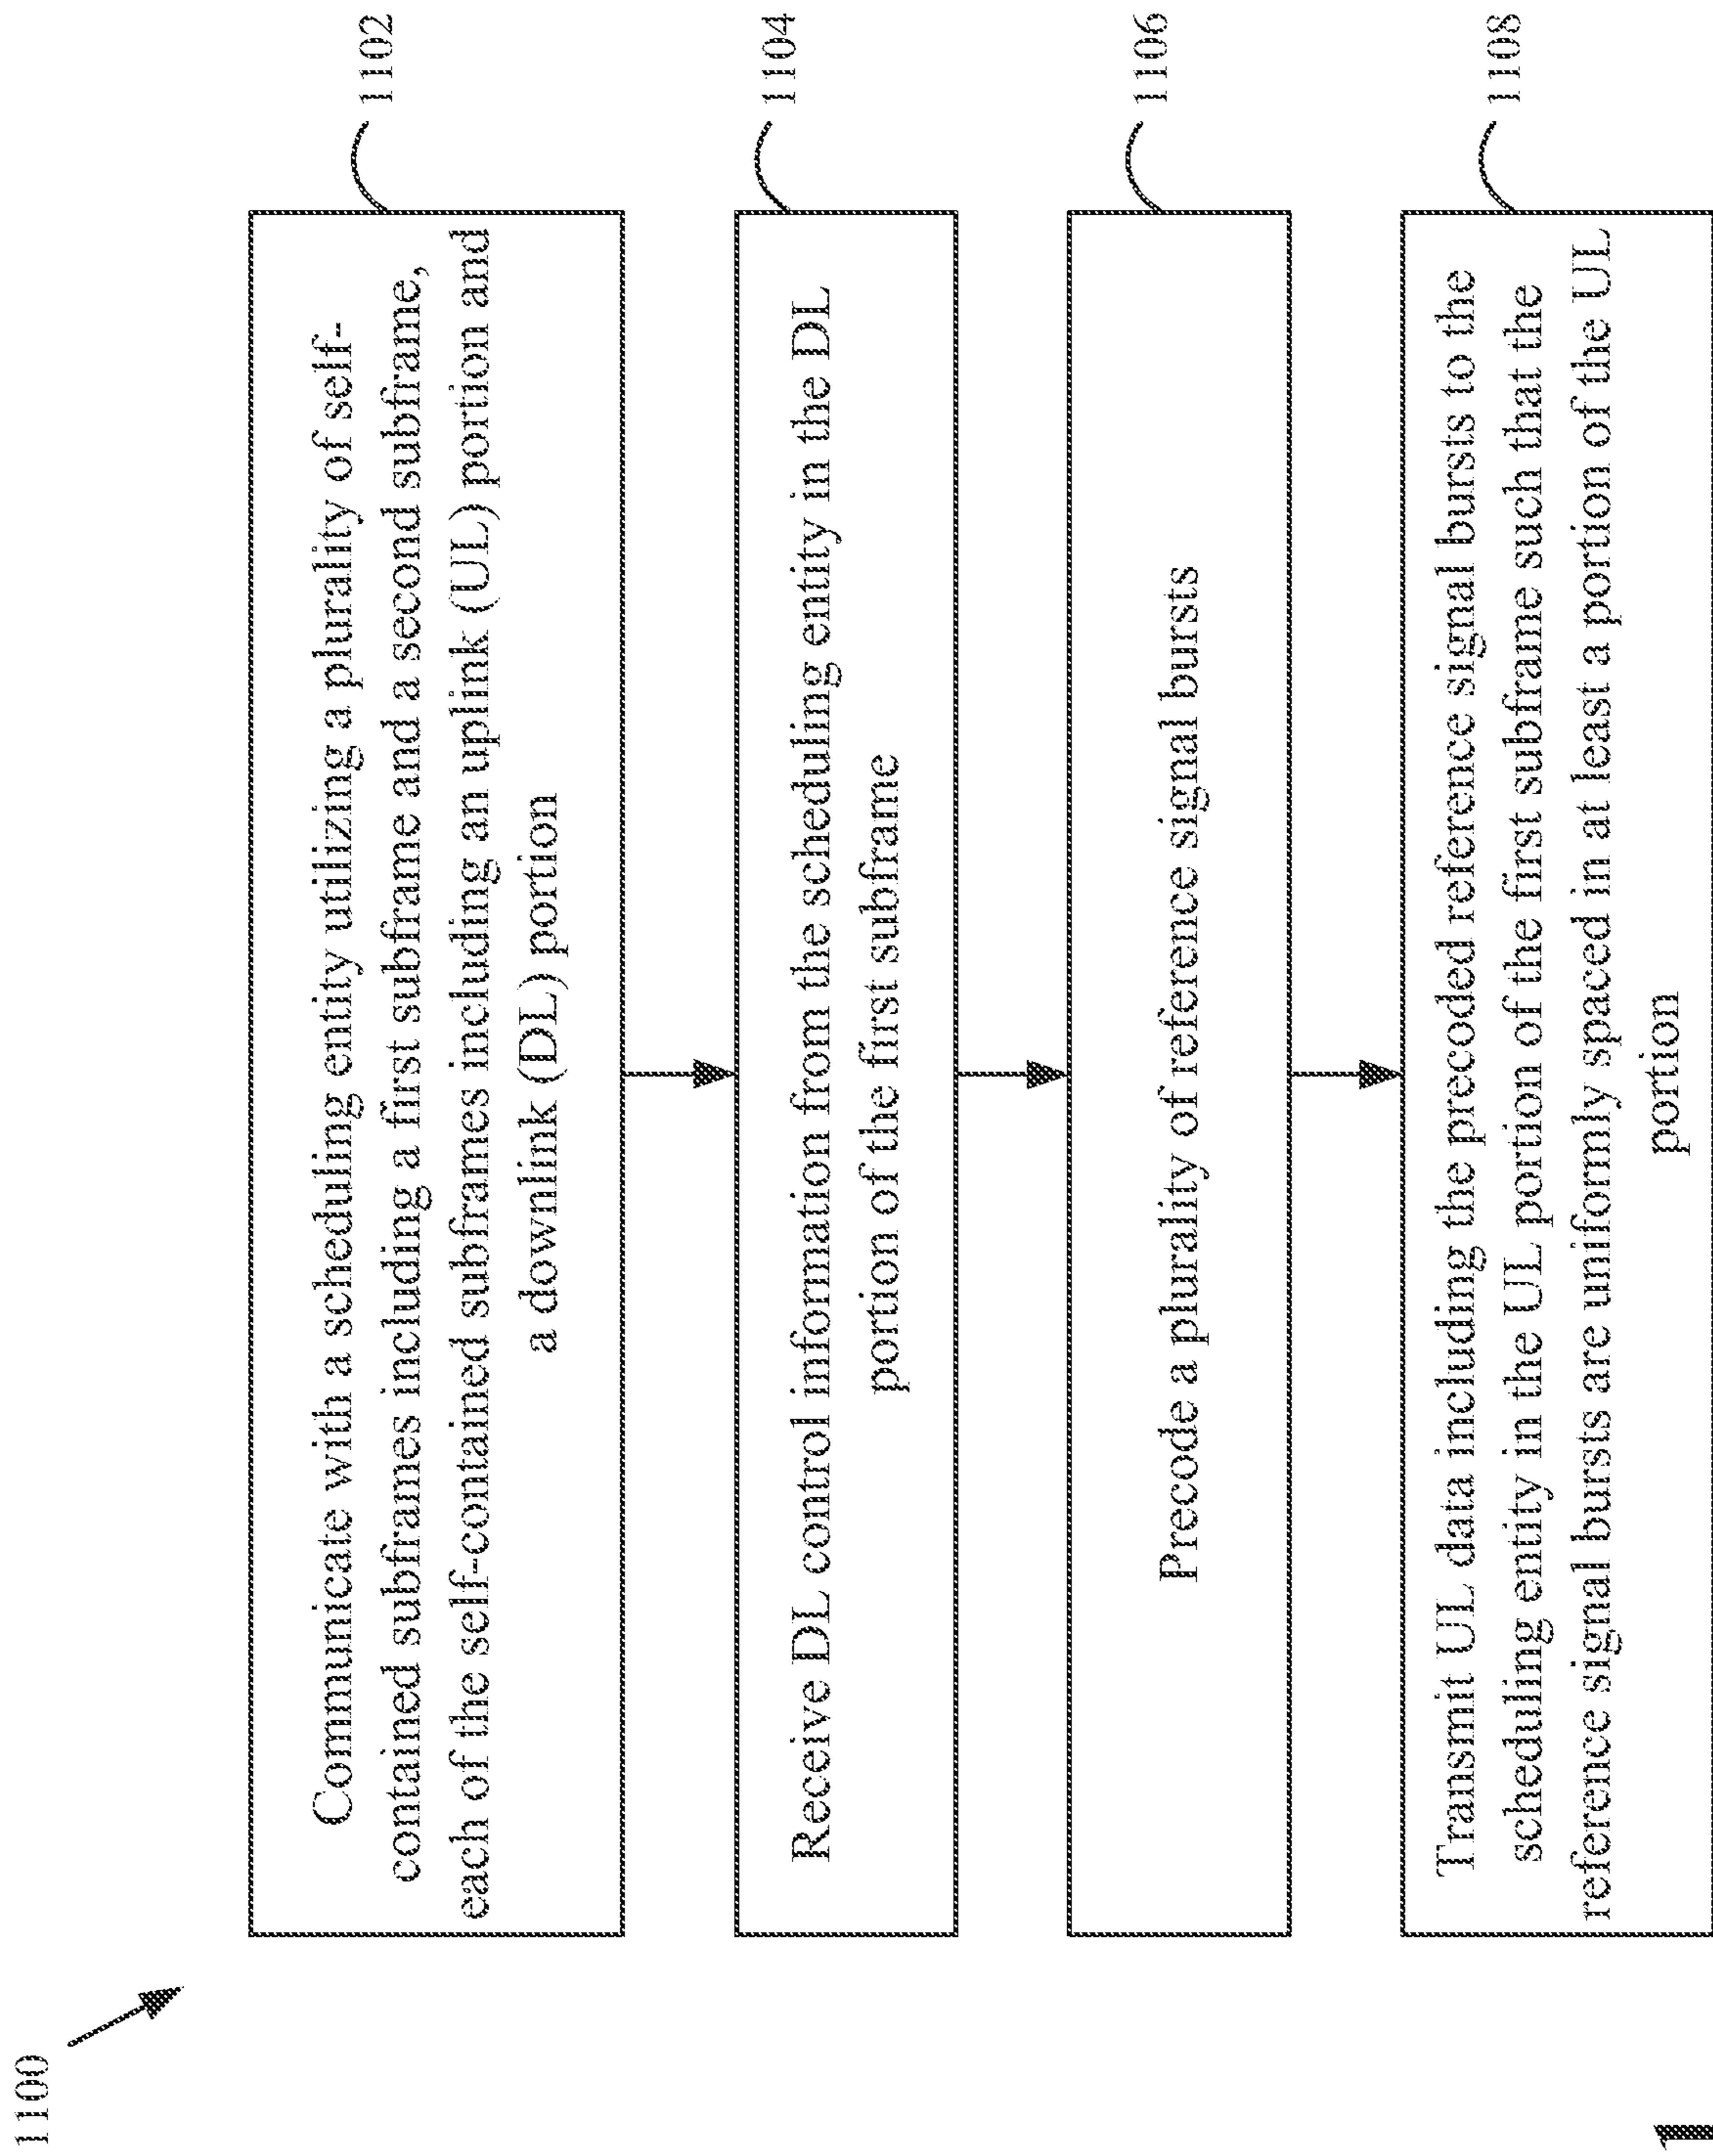 1100
Communicate with a scheduling entity utilizing a plurality of self-
contained subframes including a first subframe and a second subframe,
each of the self-contained subframes including an uplink (UL) portion and
a downlink (DL) portion
1102
Receive DL control information from the scheduling entity in the DL
portion of the first subframe
1104
Precode a plurality of reference signal bursts
1106
Transmit UL data including the precoded reference signal bursts to the
scheduling entity in the UL portion of the first subframe such that the
reference signal bursts are uniformly spaced in at least a portion of the UL
portion
1108